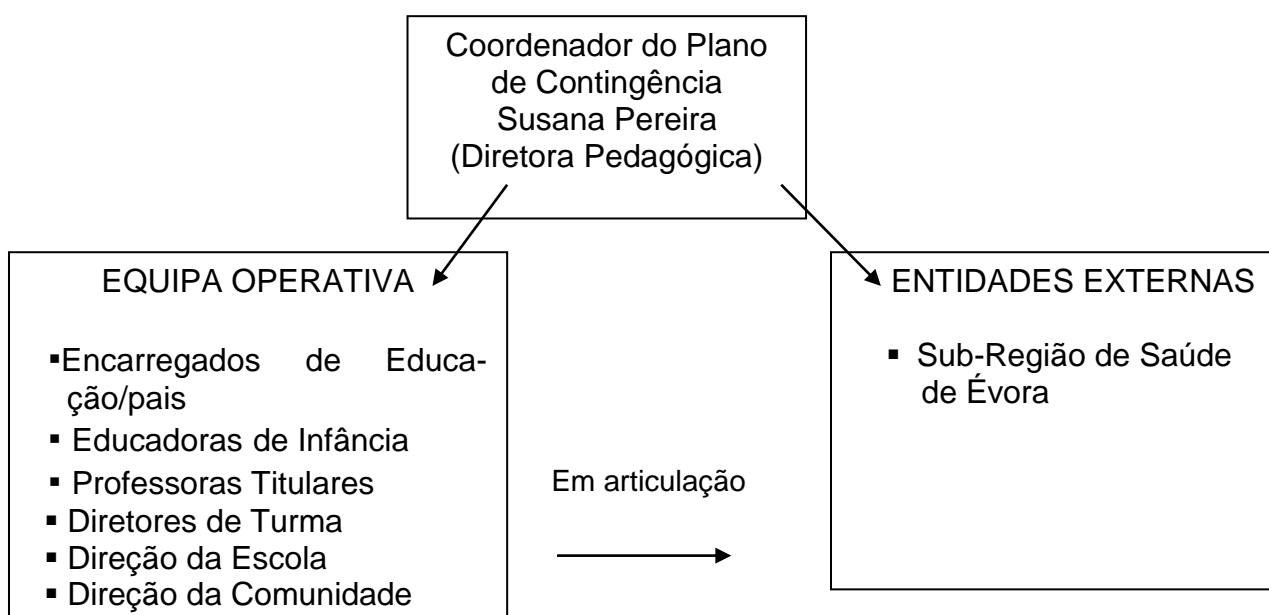 Coordenador do Plano
de Contingência
Susana Pereira
(Diretora Pedagógica)
EQUIPA OPERATIVA
▪Encarregados de Educa-
ção/pais
▪ Educadoras de Infância
▪ Professoras Titulares
▪ Diretores de Turma
▪ Direção da Escola
▪ Direção da Comunidade
Em articulação
ENTIDADES EXTERNAS
▪ Sub-Região de Saúde
de Évora